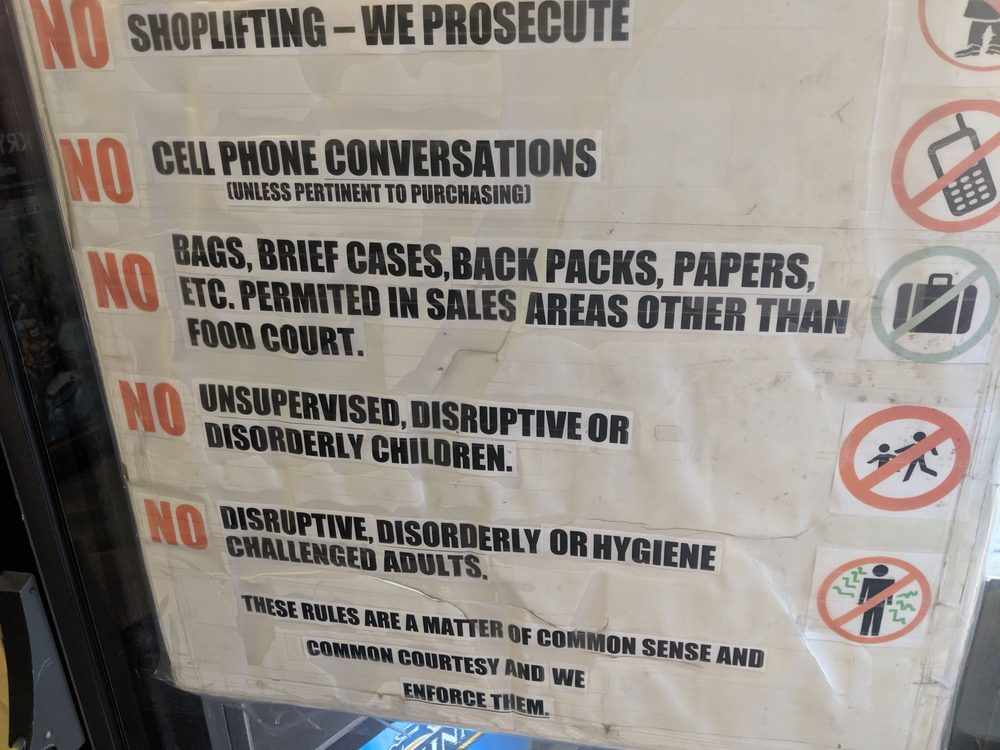 NO SHOPLIFTING – WE PROSECUTE
NO CELL PHONE CONVERSATIONS
(UNLESS PERTINENT TO PURCHASING)
NO BAGS, BRIEF CASES, BACK PACKS, PAPERS,
ETC. PERMITED IN SALES AREAS OTHER THAN
FOOD COURT.
NO UNSUPERVISED, DISRUPTIVE OR
DISORDERLY CHILDREN.
NO DISRUPTIVE, DISORDERLY OR HYGIENE
CHALLENGED ADULTS.
THESE RULES ARE A MATTER OF COMMON SENSE AND
COMMON COURTESY AND WE
ENFORCE THEM.